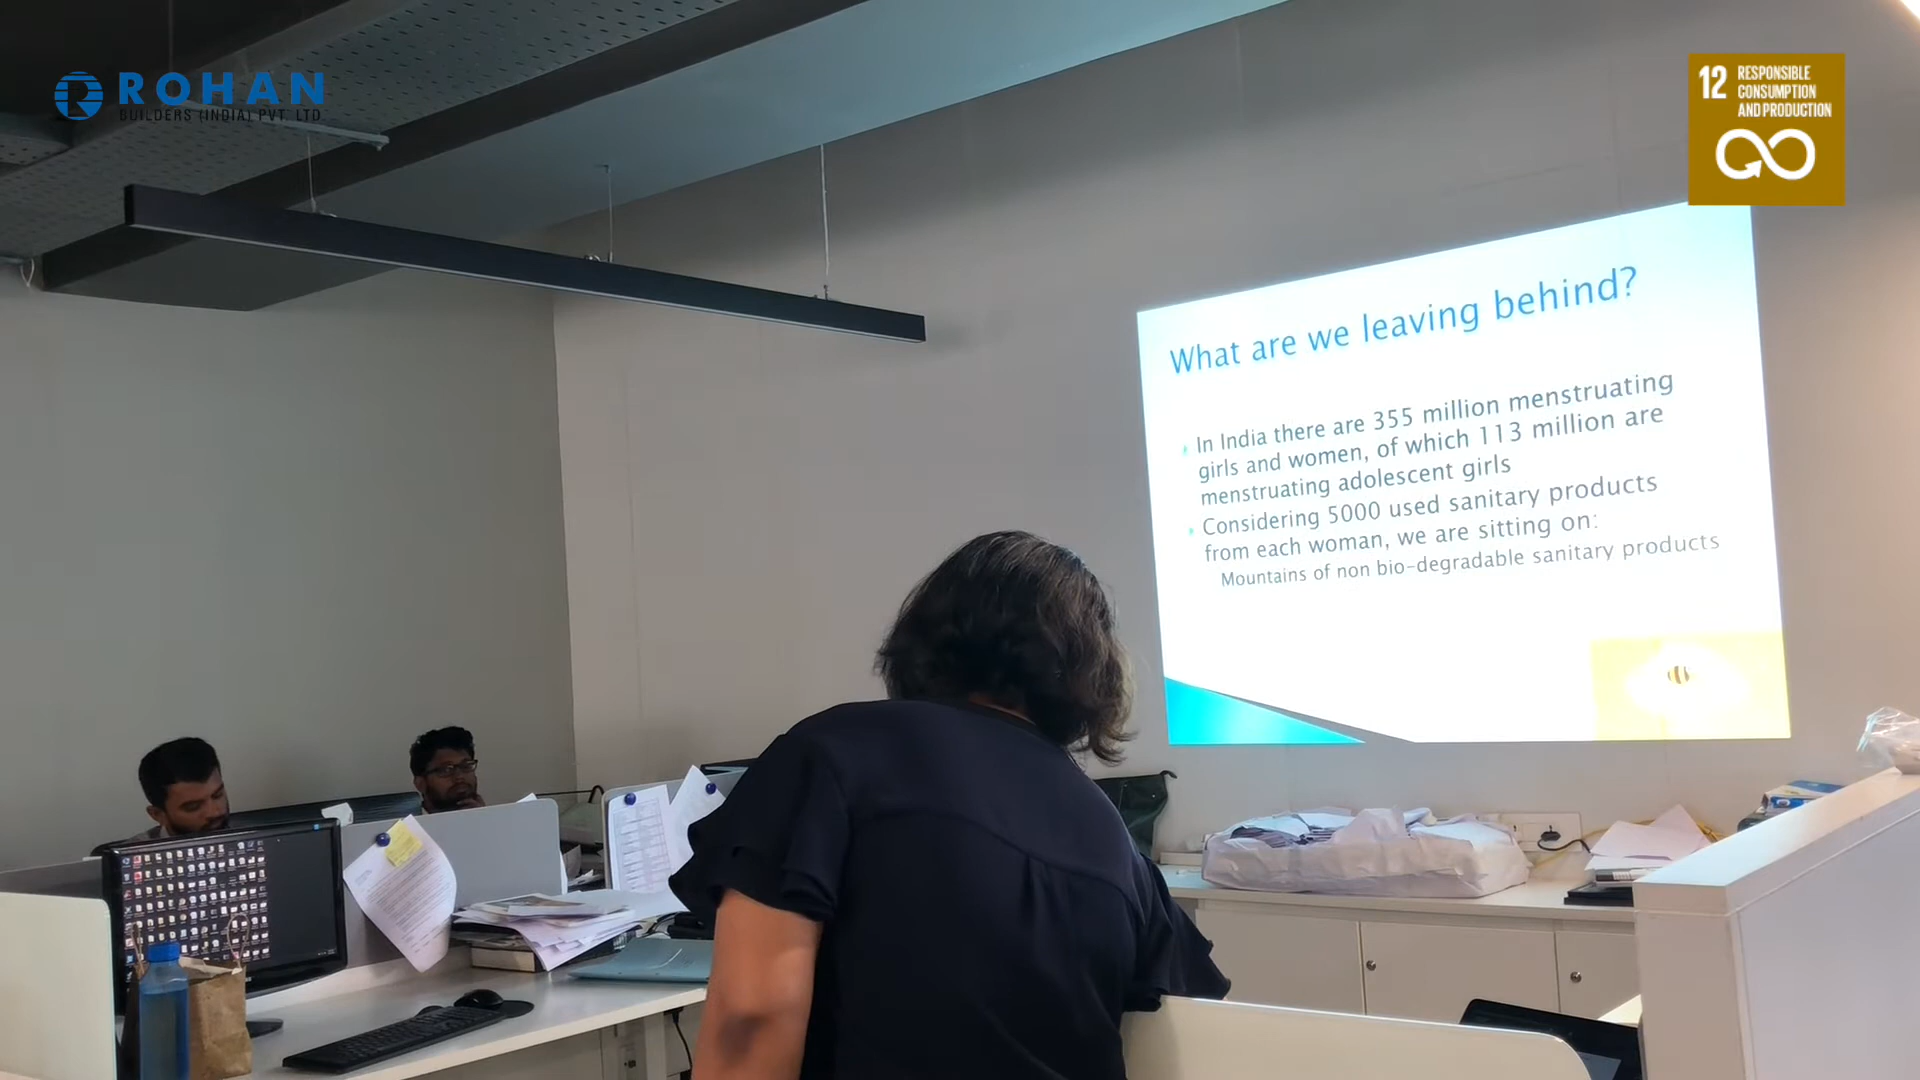 ROHAN
BUILDERS (INDIA) PVT. LTD.
12 RESPONSIBLE
CONSUMPTION
AND PRODUCTION
What are we leaving behind?
In India there are 355 million menstruating
girls and women, of which 113 million are
menstruating adolescent girls
Considering 5000 used sanitary products
from each woman, we are sitting on:
Mountains of non bio-degradable sanitary products